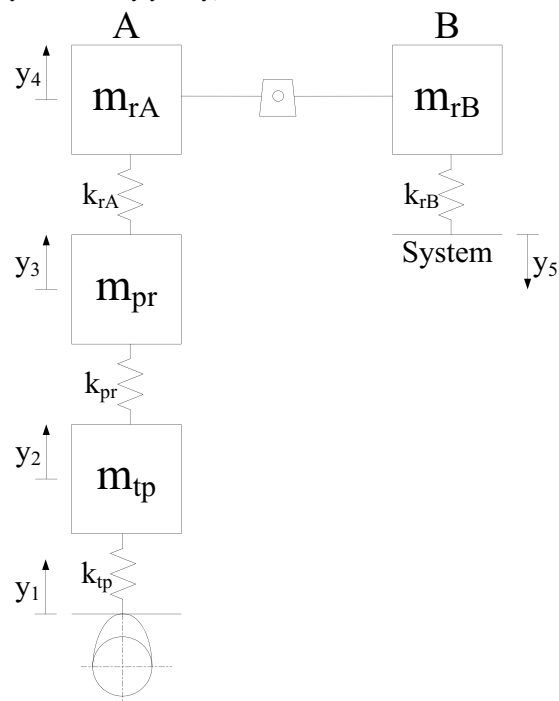 A B
y4 mrA mrB
krA krB
y3 System y5
mpr
kpr
y2
mtp
y1 ktp